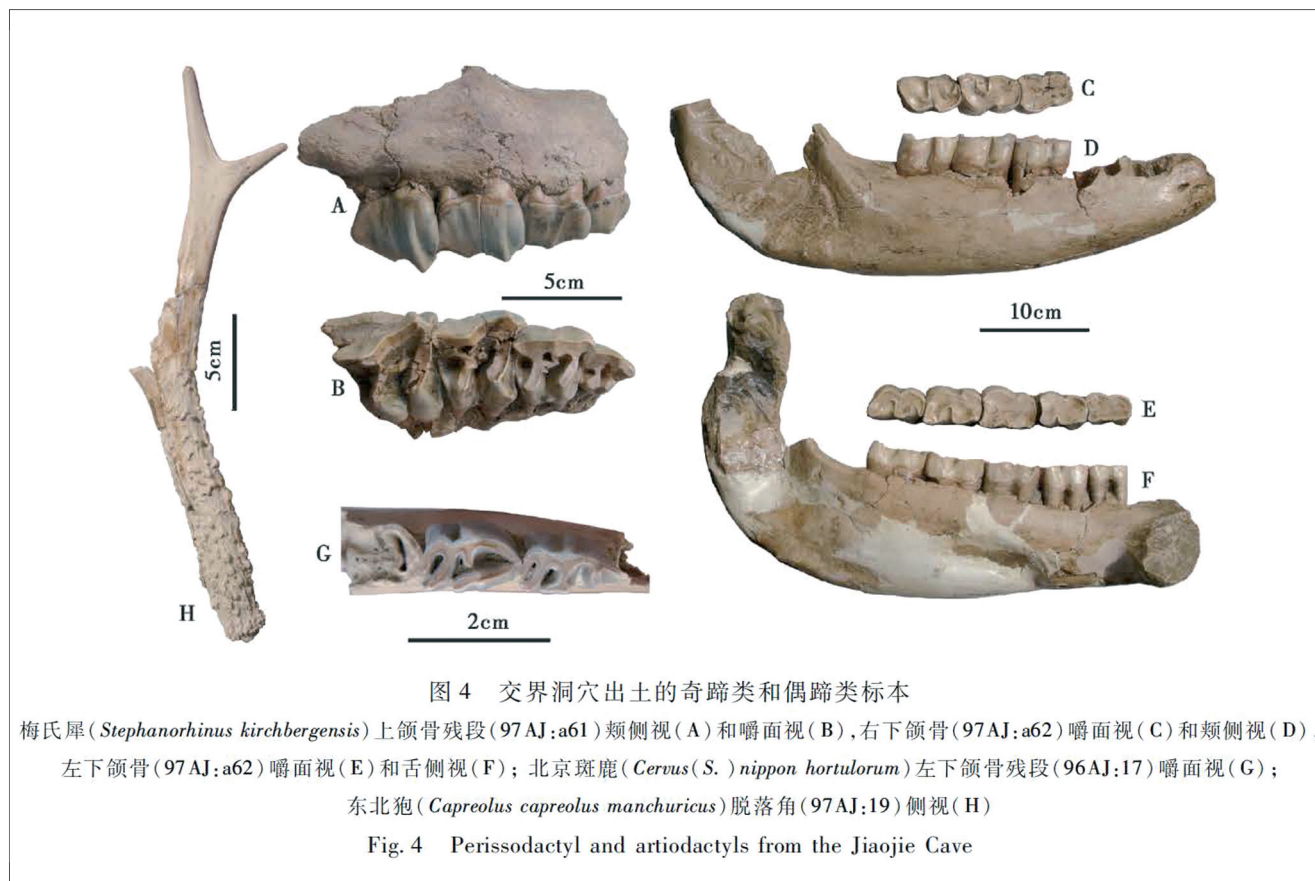 A
5cm
B
G
2cm
H
5cm
C
D
10cm
E
F
图 4 交界洞穴出土的奇蹄类和偶蹄类标本
梅氏犀(Stephanorhinus kirchbergensis)上颌骨残段(97AJ:a61)颊侧视(A)和嚼面视(B),右下颌骨(97AJ:a62)嚼面视(C)和颊侧视(D),
左下颌骨(97AJ:a62)嚼面视(E)和舌侧视(F); 北京斑鹿(Cervus(S.)nippon hortulorum)左下颌骨残段(96AJ:17)嚼面视(G);
东北狍(Capreolus capreolus manchuricus)脱落角(97AJ:19)侧视(H)
Fig. 4 Perissodactyl and artiodactyls from the Jiaojie Cave